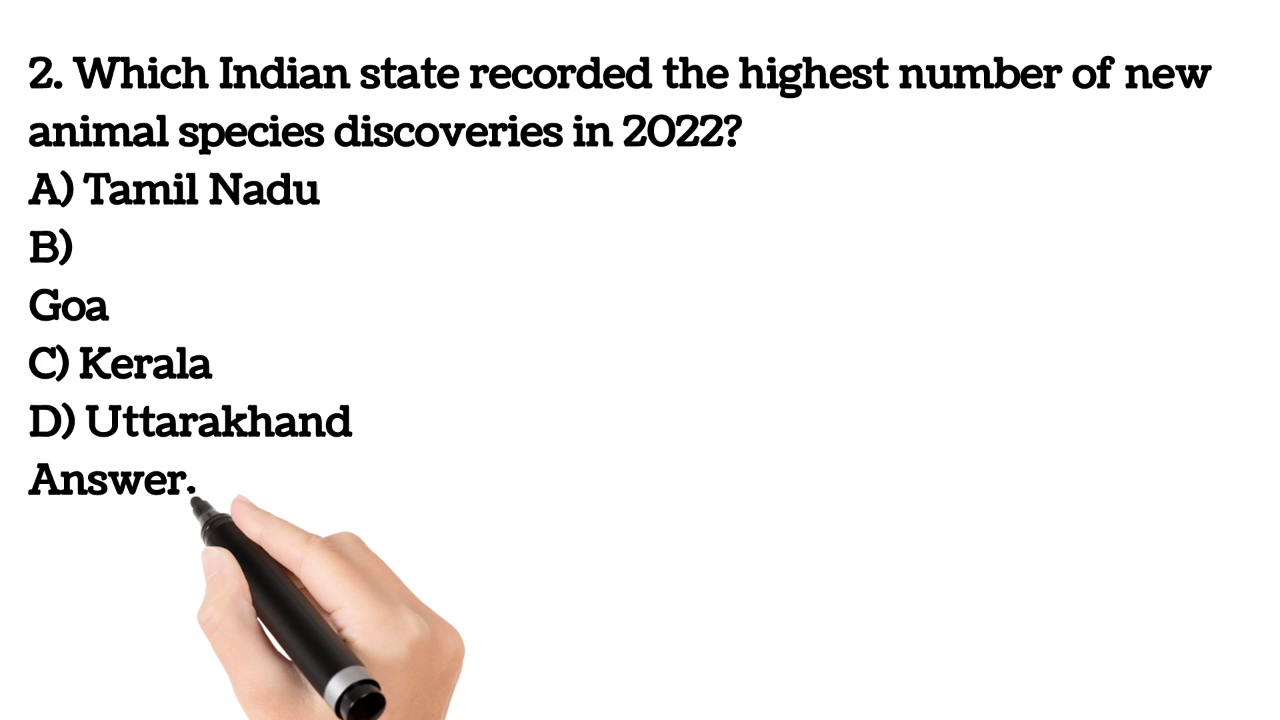 2. Which Indian state recorded the highest number of new
animal species discoveries in 2022?
A) Tamil Nadu
B)
Goa
C) Kerala
D) Uttarakhand
Answer.